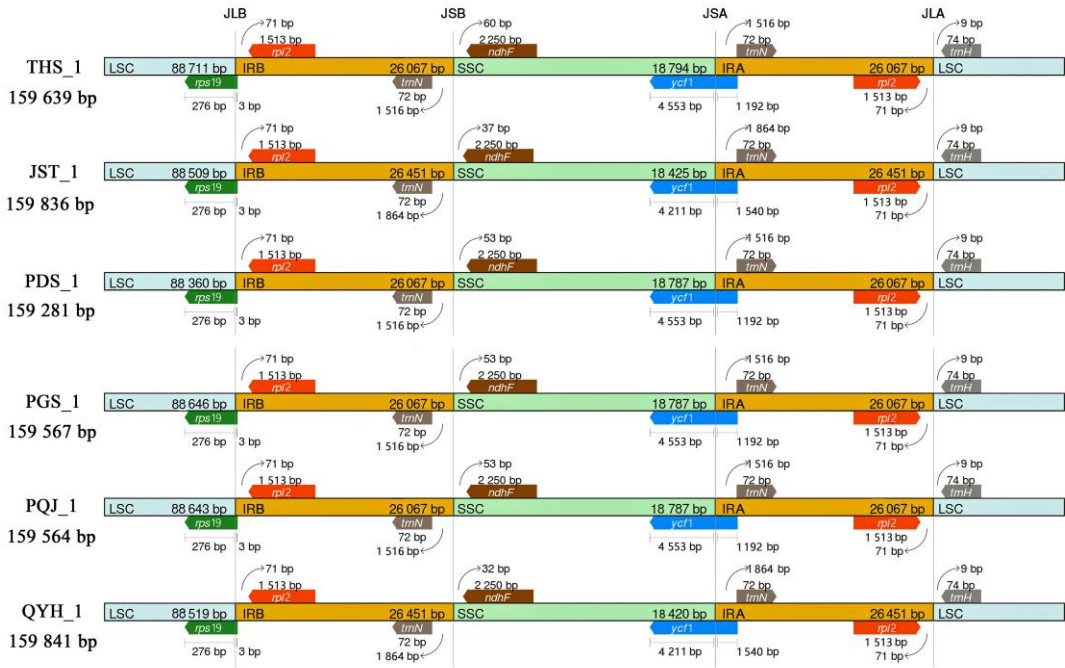 JLB JSB JSA JLA
71 bp 60 bp 1 516 bp 9 bp
1 513 bp 2 250 bp 72 bp 74 bp
rpl2 ndhF trnN trnH
THS_1 LSC 88 711 bp IRB 26 067 bp SSC 18 794 bp IRA 26 067 bp LSC
rps19 trnN ycf1 rpl2
159 639 bp 276 bp 3 bp 72 bp 4 553 bp 1 192 bp 1 513 bp
1 516 bp 71 bp
71 bp 37 bp 1 864 bp 9 bp
1 513 bp 2 250 bp 72 bp 74 bp
rpl2 ndhF trnN trnH
JST_1 LSC 88 509 bp IRB 26 451 bp SSC 18 425 bp IRA 26 451 bp LSC
rps19 trnN ycf1 rpl2
159 836 bp 276 bp 3 bp 72 bp 4 211 bp 1 540 bp 1 513 bp
1 864 bp 71 bp
71 bp 53 bp 1 516 bp 9 bp
1 513 bp 2 250 bp 72 bp 74 bp
rpl2 ndhF trnN trnH
PDS_1 LSC 88 360 bp IRB 26 067 bp SSC 18 787 bp IRA 26 067 bp LSC
rps19 trnN ycf1 rpl2
159 281 bp 276 bp 3 bp 72 bp 4 553 bp 1192 bp 1 513 bp
1 516 bp 71 bp
71 bp 53 bp 1 516 bp 9 bp
1 513 bp 2 250 bp 72 bp 74 bp
rpl2 ndhF trnN trnH
PGS_1 LSC 88 646 bp IRB 26 067 bp SSC 18 787 bp IRA 26 067 bp LSC
rps19 trnN ycf1 rpl2
159 567 bp 276 bp 3 bp 72 bp 4 553 bp 1192 bp 1 513 bp
1 516 bp 71 bp
71 bp 53 bp 1 516 bp 9 bp
1 513 bp 2 250 bp 72 bp 74 bp
rpl2 ndhF trnN trnH
PQJ_1 LSC 88 643 bp IRB 26 067 bp SSC 18 787 bp IRA 26 067 bp LSC
rps19 trnN ycf1 rpl2
159 564 bp 276 bp 3 bp 72 bp 4 553 bp 1192 bp 1 513 bp
1 516 bp 71 bp
71 bp 32 bp 1 864 bp 9 bp
1 513 bp 2 250 bp 72 bp 74 bp
rpl2 ndhF trnN trnH
QYH_1 LSC 88 519 bp IRB 26 451 bp SSC 18 420 bp IRA 26 451 bp LSC
rps19 trnN ycf1 rpl2
159 841 bp 276 bp 3 bp 72 bp 4 211 bp 1 540 bp 1 513 bp
1 864 bp 71 bp